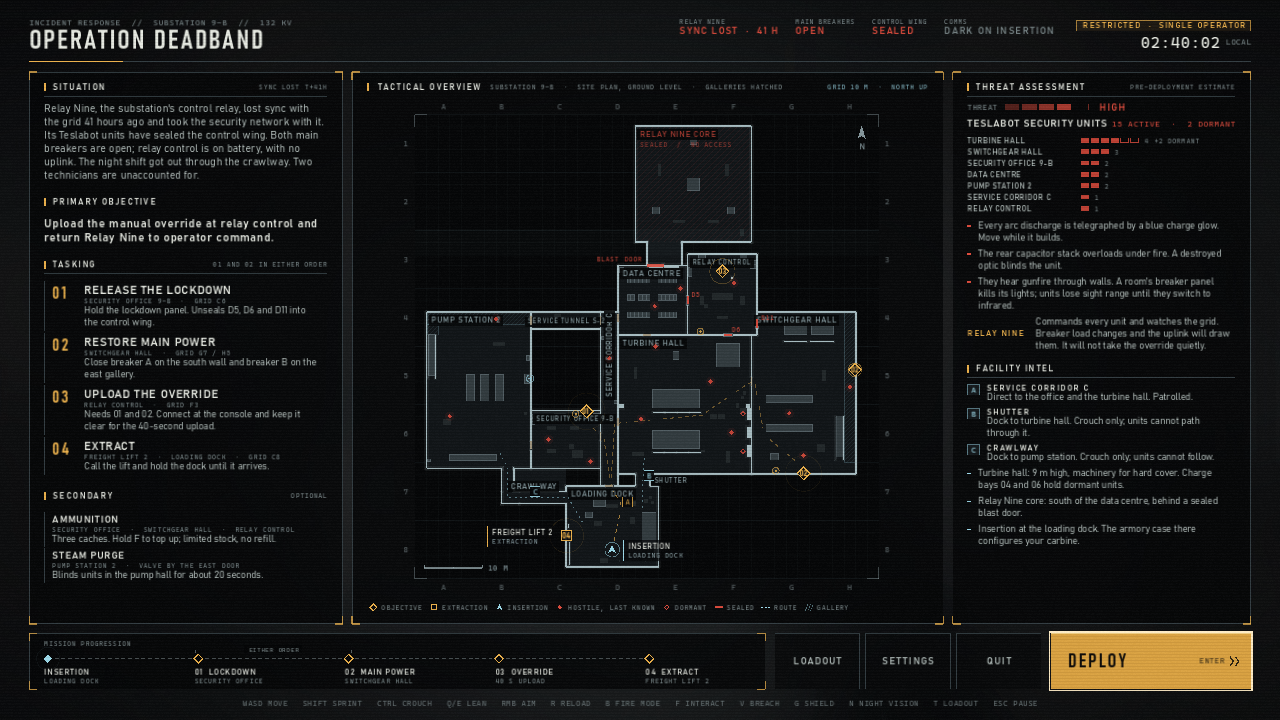 INCIDENT RESPONSE // SUBSTATION 9-B // 132 KV
OPERATION DEADBAND
RELAY NINE
SYNC LOST · 41 H
MAIN BREAKERS
OPEN
CONTROL WING
SEALED
COMMS
DARK ON INSERTION
RESTRICTED · SINGLE OPERATOR
02:40:02 LOCAL
SITUATION
SYNC LOST T+41H
Relay Nine, the substation's control relay, lost sync with
the grid 41 hours ago and took the security network with it.
Its Teslabot units have sealed the control wing. Both main
breakers are open; relay control is on battery, with no
uplink. The night shift got out through the crawlway. Two
technicians are unaccounted for.
PRIMARY OBJECTIVE
Upload the manual override at relay control and
return Relay Nine to operator command.
TASKING
01 AND 02 IN EITHER ORDER
01 RELEASE THE LOCKDOWN
SECURITY OFFICE 9-B · GRID C6
Hold the lockdown panel. Unseals D5, D6 and D11 into
the control wing.
02 RESTORE MAIN POWER
SWITCHGEAR HALL · GRID G7 / H5
Close breaker A on the south wall and breaker B on the
east gallery.
03 UPLOAD THE OVERRIDE
RELAY CONTROL · GRID F3
Needs 01 and 02. Connect at the console and keep it
clear for the 40-second upload.
04 EXTRACT
FREIGHT LIFT 2 · LOADING DOCK · GRID C8
Call the lift and hold the dock until it arrives.
SECONDARY
OPTIONAL
AMMUNITION
SECURITY OFFICE · SWITCHGEAR HALL · RELAY CONTROL
Three caches. Hold F to top up; limited stock, no refill.
STEAM PURGE
PUMP STATION 2 · VALVE BY THE EAST DOOR
Blinds units in the pump hall for about 20 seconds.
TACTICAL OVERVIEW
SUBSTATION 9-B · SITE PLAN, GROUND LEVEL · GALLERIES HATCHED
GRID 10 M · NORTH UP
A B C D E F G H
1 1
2 2
3 3
4 4
5 5
6 6
7 7
8 8
N
RELAY NINE CORE
SEALED / NO ACCESS
BLAST DOOR
DATA CENTRE
RELAY CONTROL
03
D5
D6
PUMP STATION
SERVICE TUNNEL
SERVICE CORRIDOR C
SWITCHGEAR HALL
TURBINE HALL
SECURITY OFFICE 9-B
02
CRAWLWAY
C
LOADING DOCK
B
SHUTTER
A
FREIGHT LIFT 2
EXTRACTION
04
INSERTION
LOADING DOCK
10 M
A B C D E F G H
OBJECTIVE
EXTRACTION
INSERTION
HOSTILE, LAST KNOWN
DORMANT
SEALED
ROUTE
GALLERY
THREAT ASSESSMENT
PRE-DEPLOYMENT ESTIMATE
THREAT HIGH
TESLABOT SECURITY UNITS 15 ACTIVE · 2 DORMANT
TURBINE HALL +2 DORMANT
SWITCHGEAR HALL 3
SECURITY OFFICE 9-B 2
DATA CENTRE 2
PUMP STATION 2 2
SERVICE CORRIDOR C 1
RELAY CONTROL 1
Every arc discharge is telegraphed by a blue charge glow.
Move while it builds.
The rear capacitor stack overloads under fire. A destroyed
optic blinds the unit.
They hear gunfire through walls. A room's breaker panel
kills its lights; units lose sight range until they switch to
infrared.
RELAY NINE
Commands every unit and watches the grid.
Breaker load changes and the uplink will draw
them. It will not take the override quietly.
FACILITY INTEL
A SERVICE CORRIDOR C
Direct to the office and the turbine hall. Patrolled.
B SHUTTER
Dock to turbine hall. Crouch only; units cannot path
through it.
C CRAWLWAY
Dock to pump station. Crouch only; units cannot follow.
Turbine hall: 9 m high, machinery for hard cover. Charge
bays 04 and 06 hold dormant units.
Relay Nine core: south of the data centre, behind a sealed
blast door.
Insertion at the loading dock. The armory case there
configures your carbine.
MISSION PROGRESSION
EITHER ORDER
INSERTION
LOADING DOCK
01 LOCKDOWN
SECURITY OFFICE
02 MAIN POWER
SWITCHGEAR HALL
03 OVERRIDE
40 S UPLOAD
04 EXTRACT
FREIGHT LIFT 2
LOADOUT
SETTINGS
QUIT
DEPLOY
ENTER
WASD MOVE SHIFT SPRINT CTRL CROUCH Q/E LEAN RMB AIM R RELOAD B FIRE MODE F INTERACT V BREACH G SHIELD N NIGHT VISION T LOADOUT ESC PAUSE